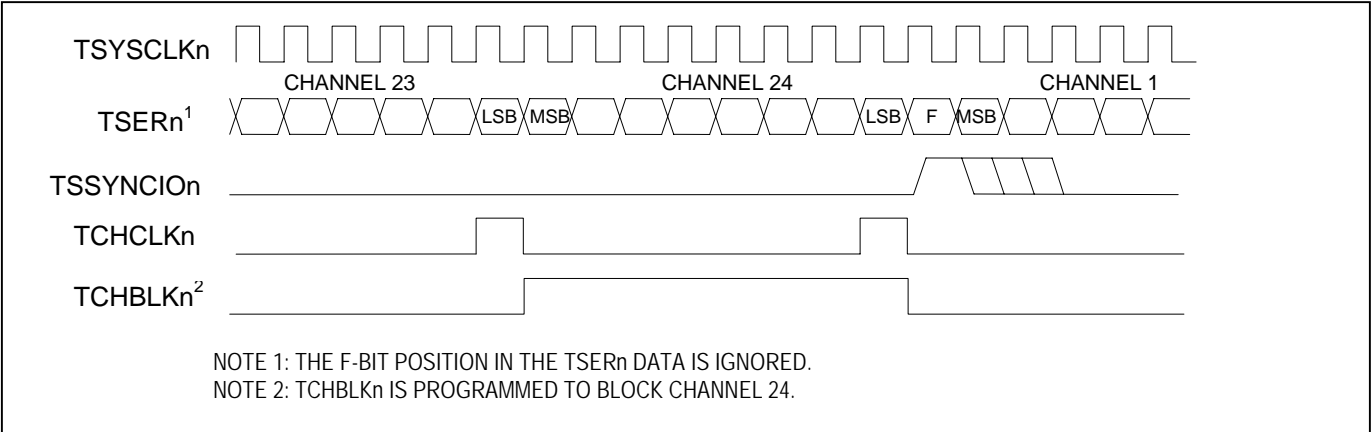 TSYSCLKn
CHANNEL 23 CHANNEL 24 CHANNEL 1
TSERn¹ LSB MSB LSB F MSB
TSSYNCIOn
TCHCLKn
TCHBLKn²
NOTE 1: THE F-BIT POSITION IN THE TSERn DATA IS IGNORED.
NOTE 2: TCHBLKn IS PROGRAMMED TO BLOCK CHANNEL 24.